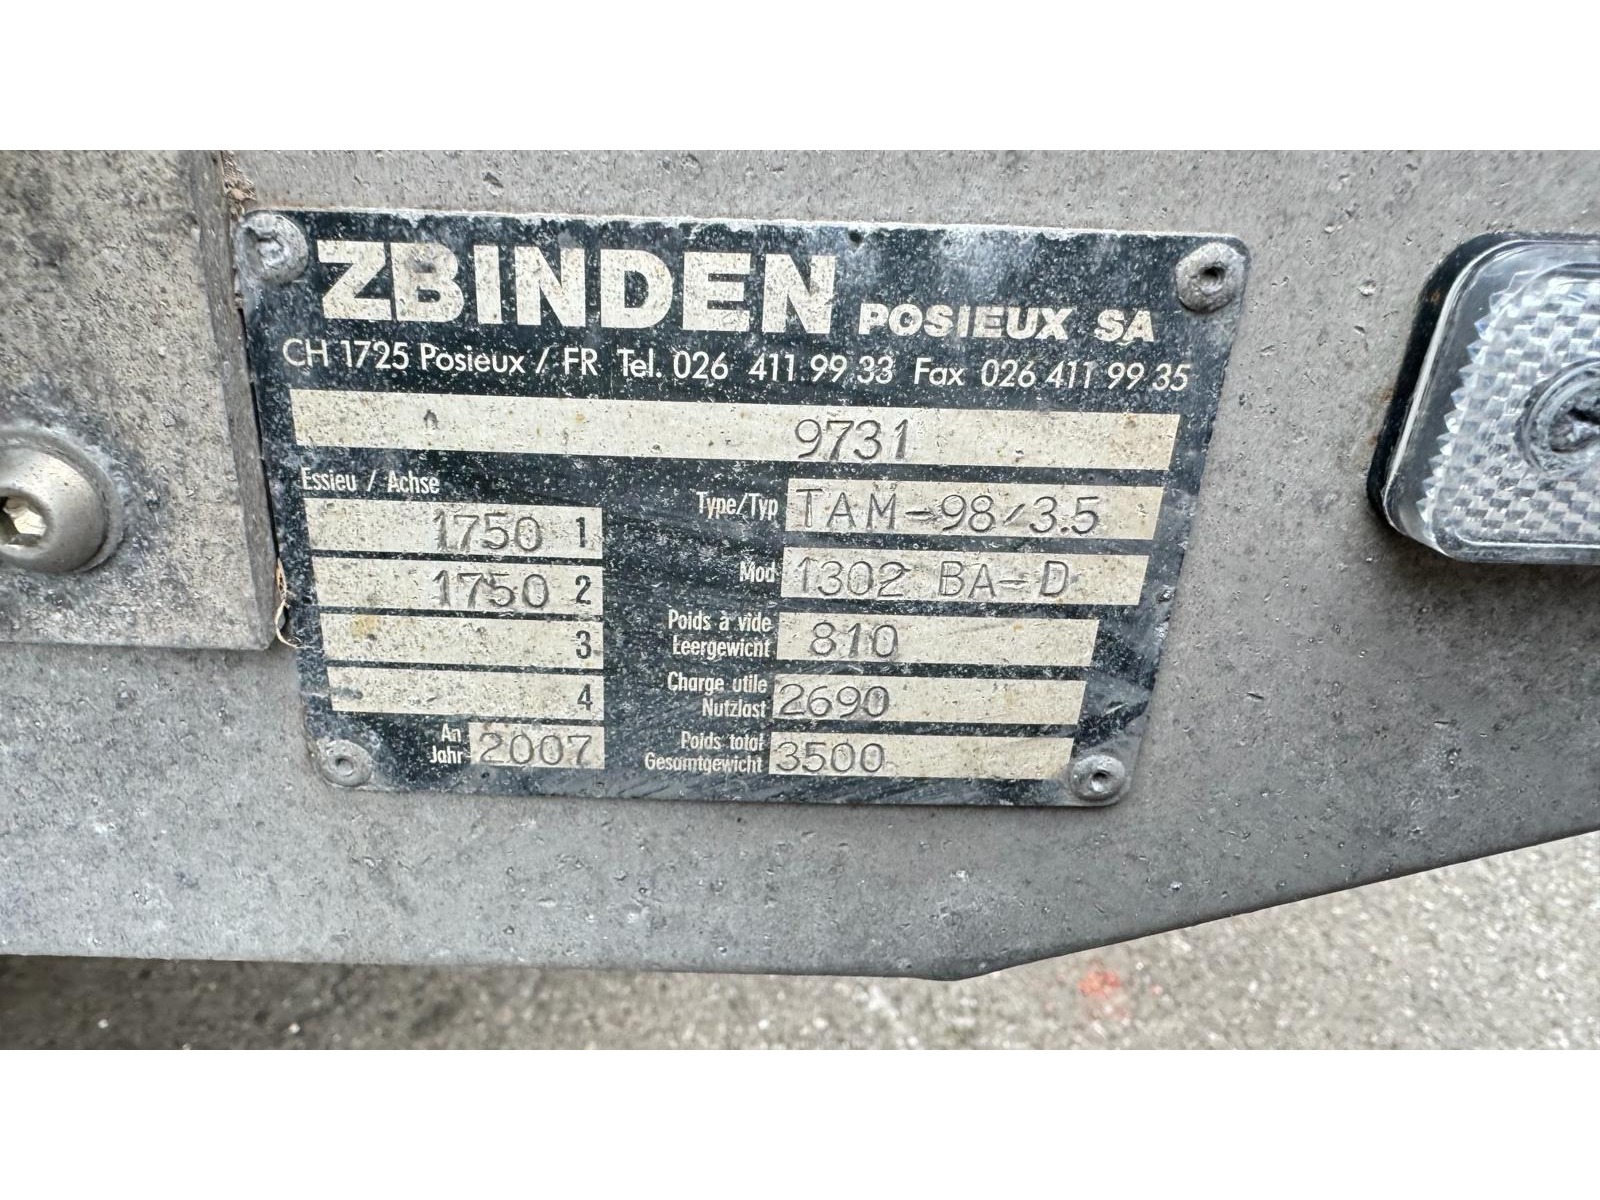 ZBINDEN POSIEUX SA
CH 1725 Posieux / FR Tel. 026 411 99 33 Fax 026 411 99 35
9731
Essieu / Achse
1750 1
1750 2
3
4
An
Jahr 2007
Type/Typ TAM-98/3.5
Mod 1302 BA-D
Poids à vide
Leergewicht 810
Charge utile
Nutzlast 2690
Poids total
Gesamtgewicht 3500